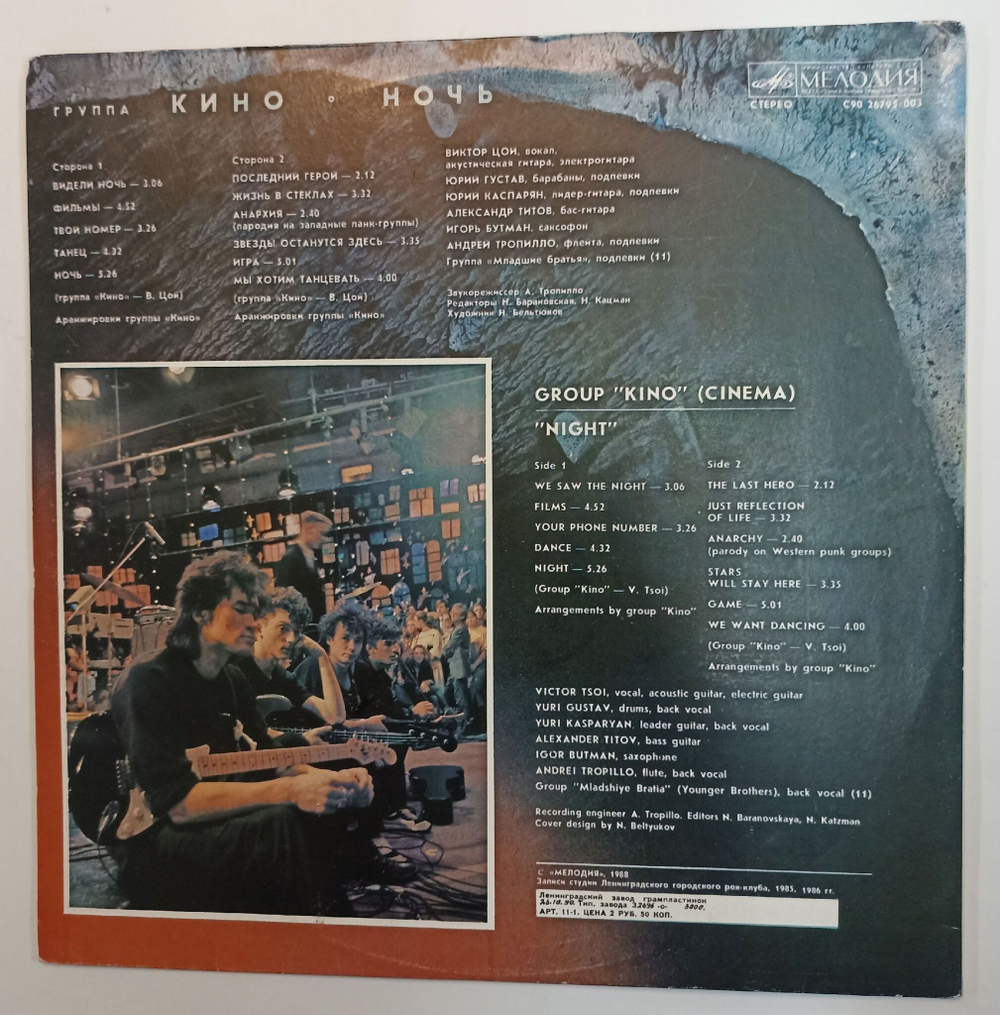 ГРУППА КИНО ° НОЧЬ
МЕЛОДИЯ
СТЕРЕО С90 26795 003
Сторона 1
ВИДЕЛИ НОЧЬ — 3.06
ФИЛЬМЫ — 4.52
ТВОЙ НОМЕР — 3.26
ТАНЕЦ — 4.32
НОЧЬ — 5.26
(группа «Кино» — В. Цой)
Аранжировки группы «Кино»
Сторона 2
ПОСЛЕДНИЙ ГЕРОЙ — 2.12
ЖИЗНЬ В СТЕКЛАХ — 3.32
АНАРХИЯ — 2.40
(пародия на западные панк-группы)
ЗВЕЗДЫ ОСТАНУТСЯ ЗДЕСЬ — 3.35
ИГРА — 5.01
МЫ ХОТИМ ТАНЦЕВАТЬ — 4.00
(группа «Кино» — В. Цой)
Аранжировки группы «Кино»
ВИКТОР ЦОЙ, вокал,
акустическая гитара, электрогитара
ЮРИЙ ГУСТАВ, барабаны, подпевки
ЮРИЙ КАСПАРЯН, лидер-гитара, подпевки
АЛЕКСАНДР ТИТОВ, бас-гитара
ИГОРЬ БУТМАН, саксофон
АНДРЕЙ ТРОПИЛЛО, флейта, подпевки
Группа «Младшие братья», подпевки (11)
Звукорежиссер А. Тропилло
Редакторы Н. Барановская, Н. Кацман
Художник Н. Бельтюков
GROUP "KINO" (CINEMA)
"NIGHT"
Side 1
WE SAW THE NIGHT — 3.06
FILMS — 4.52
YOUR PHONE NUMBER — 3.26
DANCE — 4.32
NIGHT — 5.26
(Group "Kino" — V. Tsoi)
Arrangements by group "Kino"
Side 2
THE LAST HERO — 2.12
JUST REFLECTION
OF LIFE — 3.32
ANARCHY — 2.40
(parody on Western punk groups)
STARS
WILL STAY HERE — 3.35
GAME — 5.01
WE WANT DANCING — 4.00
(Group "Kino" — V. Tsoi)
Arrangements by group "Kino"
VICTOR TSOI, vocal, acoustic guitar, electric guitar
YURI GUSTAV, drums, back vocal
YURI KASPARYAN, leader guitar, back vocal
ALEXANDER TITOV, bass guitar
IGOR BUTMAN, saxophone
ANDREI TROPILLO, flute, back vocal
Group "Mladshiye Bratia" (Younger Brothers), back vocal (11)
Recording engineer A. Tropillo. Editors N. Baranovskaya, N. Katzman
Cover design by N. Beltyukov
С «МЕЛОДИЯ», 1988
Записи студии Ленинградского городского рок-клуба, 1985, 1986 гг.
Ленинградский завод грампластинок
26.10.90. Тип. завода З.2696 -0- 3000.
АРТ. 11-1. ЦЕНА 2 РУБ. 50 КОП.